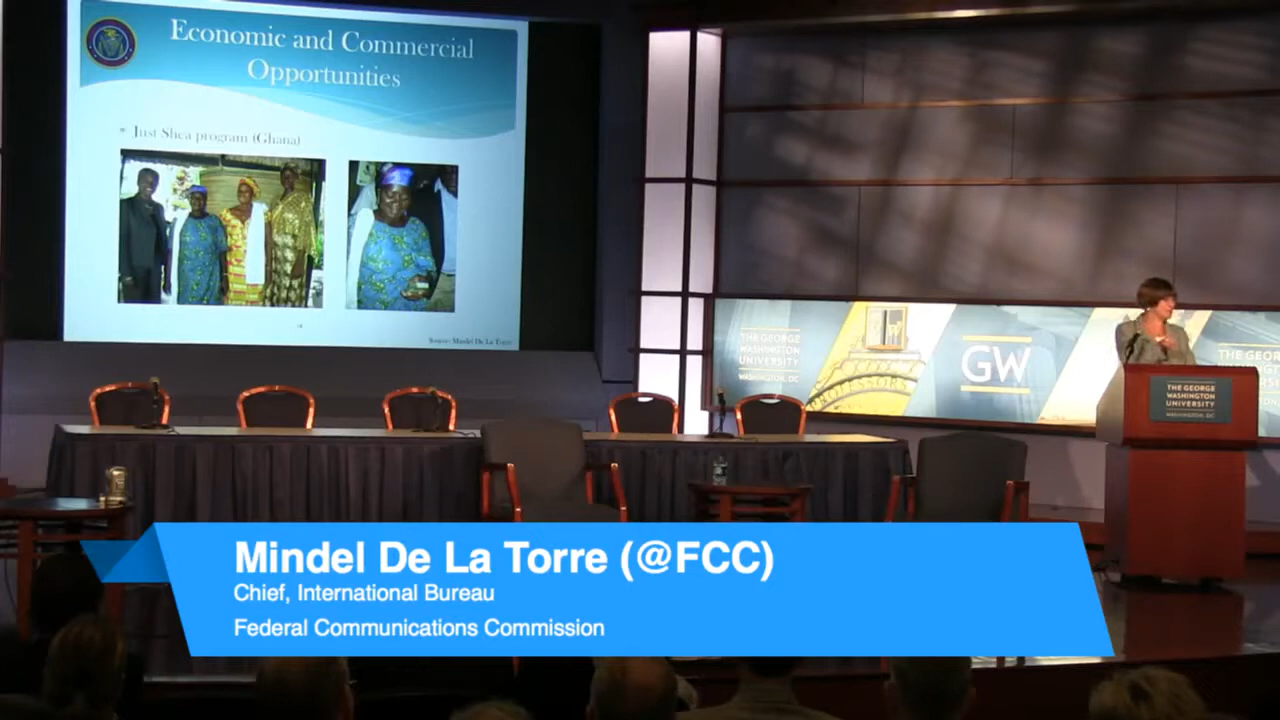 Economic and Commercial
Opportunities
Just Shea program (Ghana)
Source: Mindel De La Torre
THE GEORGE
WASHINGTON
UNIVERSITY
WASHINGTON, DC
PROFESSORS
GW
THE GEORGE
WASHINGTON
UNIVERSITY
WASHINGTON, DC
Mindel De La Torre (@FCC)
Chief, International Bureau
Federal Communications Commission